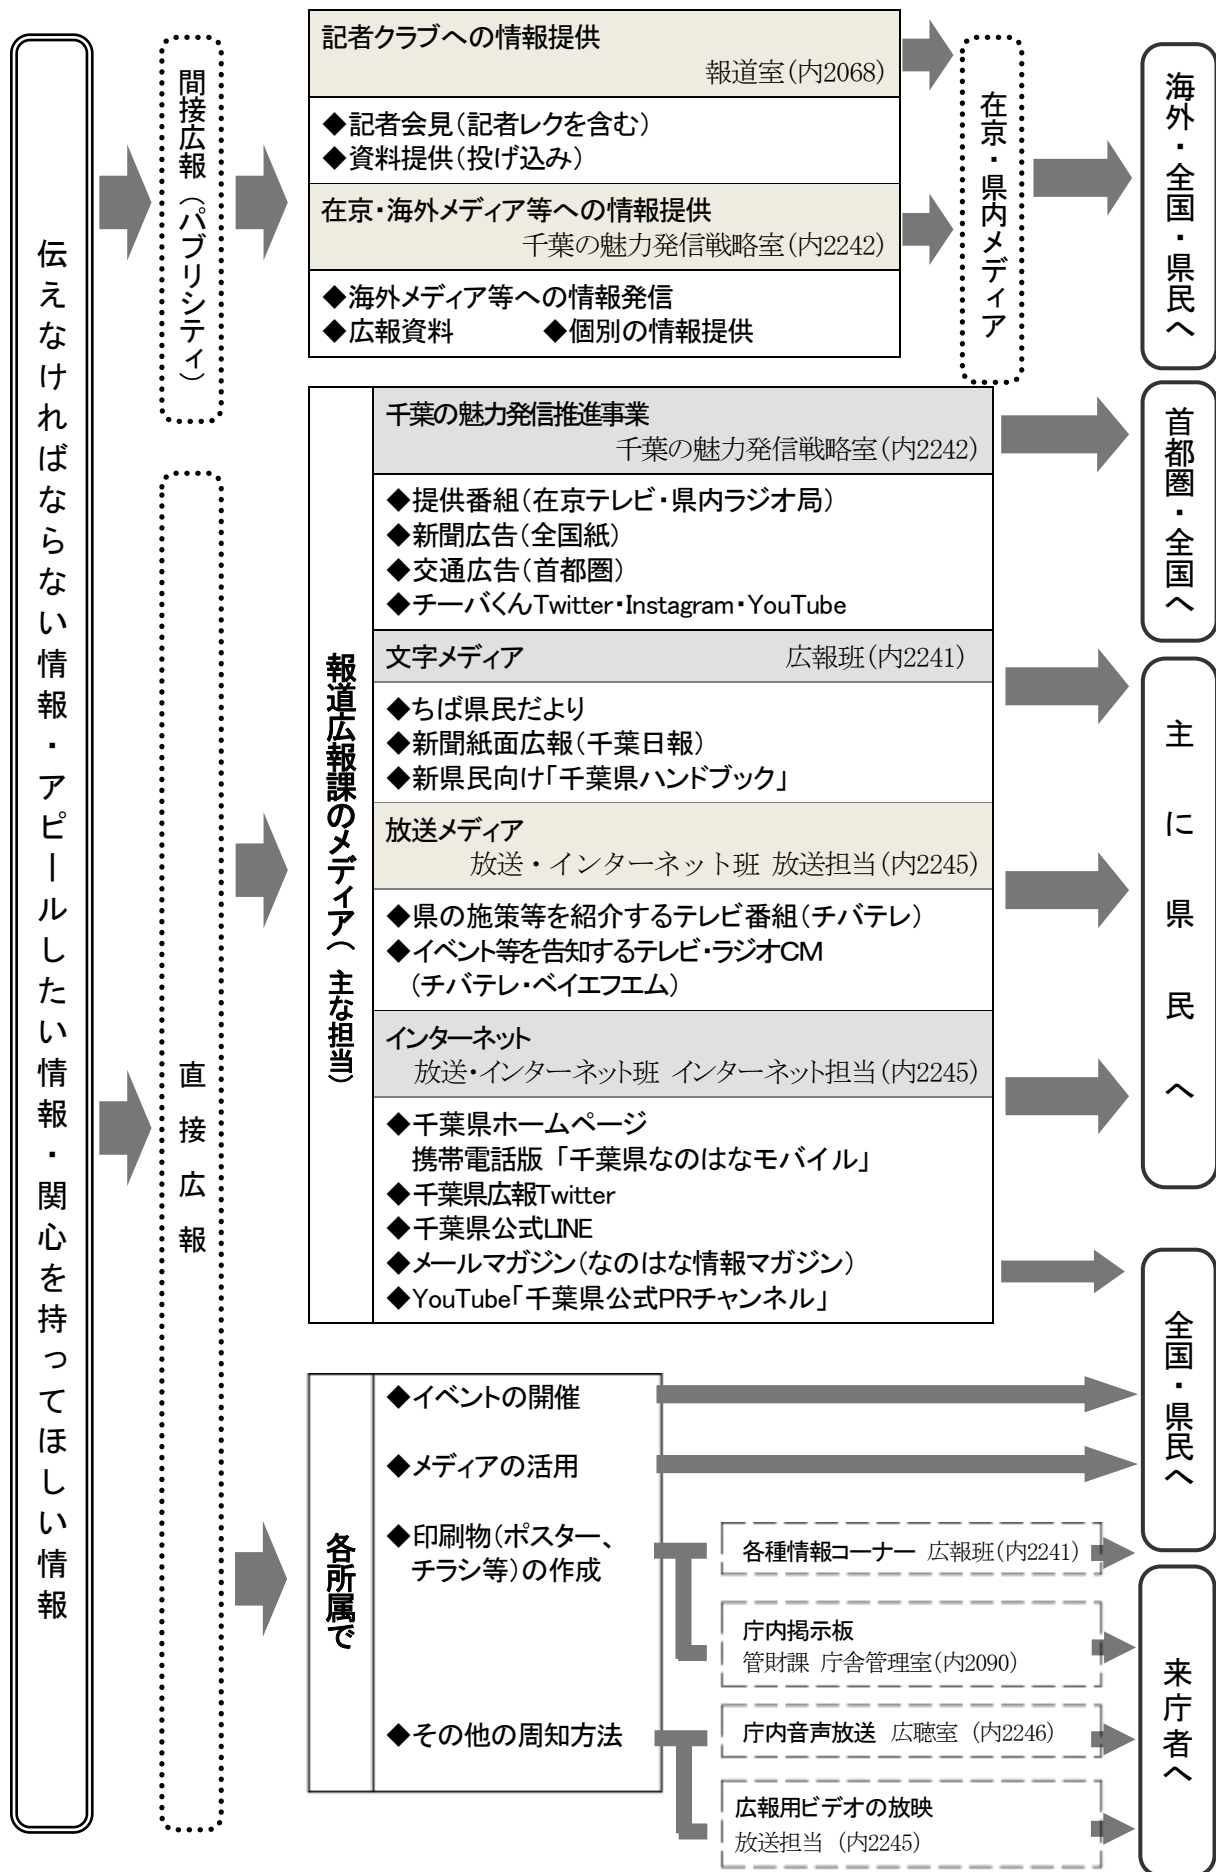 伝えなければならない情報・アピールしたい情報・関心を持ってほしい情報
間接広報（パブリシティ）
記者クラブへの情報提供
報道室(内2068)
◆記者会見(記者レクを含む)
◆資料提供(投げ込み)
在京・海外メディア等への情報提供
千葉の魅力発信戦略室(内2242)
◆海外メディア等への情報発信
◆広報資料　◆個別の情報提供
在京・県内メディア
海外・全国・県民へ
直接広報
報道広報課のメディア（主な担当）
千葉の魅力発信推進事業
千葉の魅力発信戦略室(内2242)
◆提供番組(在京テレビ・県内ラジオ局)
◆新聞広告(全国紙)
◆交通広告(首都圏)
◆チーバくんTwitter・Instagram・YouTube
首都圏・全国へ
文字メディア　広報班(内2241)
◆ちば県民だより
◆新聞紙面広報(千葉日報)
◆新県民向け「千葉県ハンドブック」
放送メディア
放送・インターネット班 放送担当(内2245)
◆県の施策等を紹介するテレビ番組(チバテレ)
◆イベント等を告知するテレビ・ラジオCM
(チバテレ・ベイエフエム)
インターネット
放送・インターネット班 インターネット担当(内2245)
◆千葉県ホームページ
携帯電話版「千葉県なのはなモバイル」
◆千葉県広報Twitter
◆千葉県公式LINE
◆メールマガジン(なのはな情報マガジン)
◆YouTube「千葉県公式PRチャンネル」
主に県民へ
全国・県民へ
各所属で
◆イベントの開催
◆メディアの活用
◆印刷物(ポスター、
チラシ等)の作成
◆その他の周知方法
各種情報コーナー 広報班(内2241)
庁内掲示板
管財課 庁舎管理室(内2090)
庁内音声放送 広聴室 (内2246)
広報用ビデオの放映
放送担当 (内2245)
来庁者へ